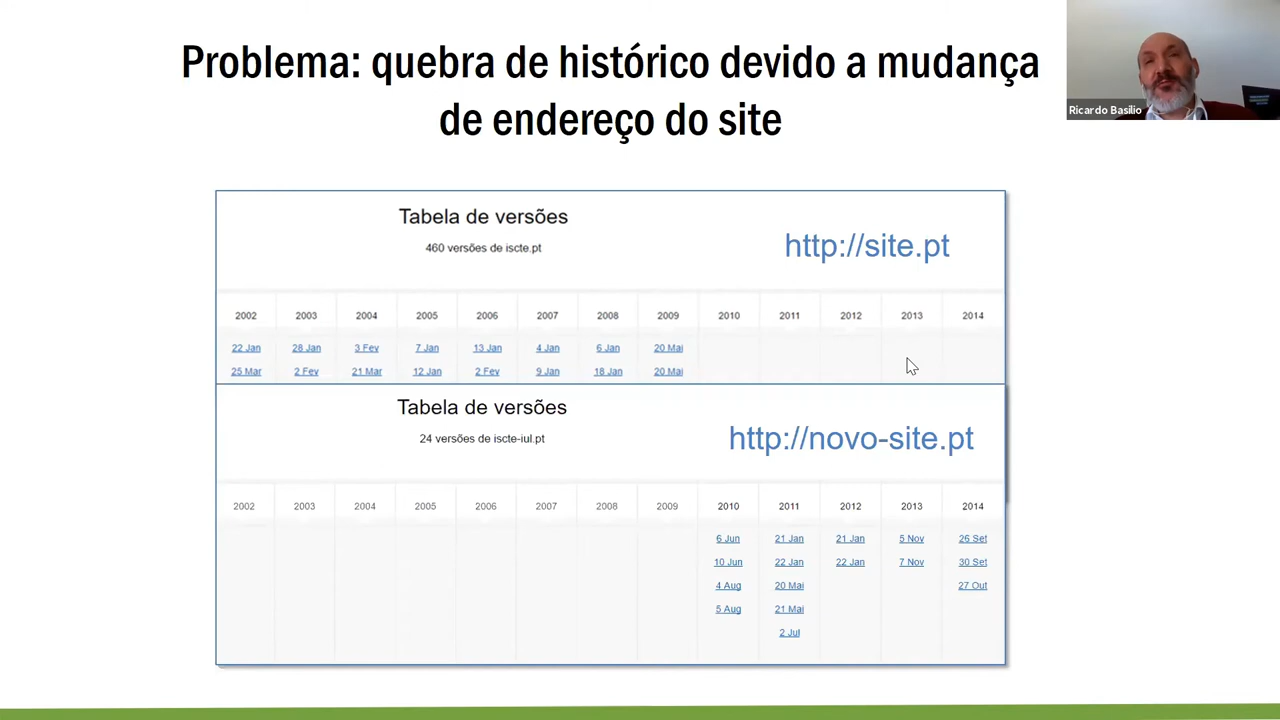 Problema: quebra de histórico devido a mudança
de endereço do site
Ricardo Basílio
Tabela de versões
460 versões de iscte.pt
http://site.pt
2002 2003 2004 2005 2006 2007 2008 2009 2010 2011 2012 2013 2014
22 Jan 28 Jan 3 Fev 7 Jan 13 Jan 4 Jan 6 Jan 20 Mai
25 Mar 2 Fev 21 Mar 12 Jan 2 Fev 9 Jan 18 Jan 20 Mai
Tabela de versões
24 versões de iscte-iul.pt
http://novo-site.pt
2002 2003 2004 2005 2006 2007 2008 2009 2010 2011 2012 2013 2014
6 Jun 21 Jan 21 Jan 5 Nov 26 Set
10 Jun 22 Jan 22 Jan 7 Nov 30 Set
4 Aug 20 Mai 27 Out
5 Aug 21 Mai
2 Jul